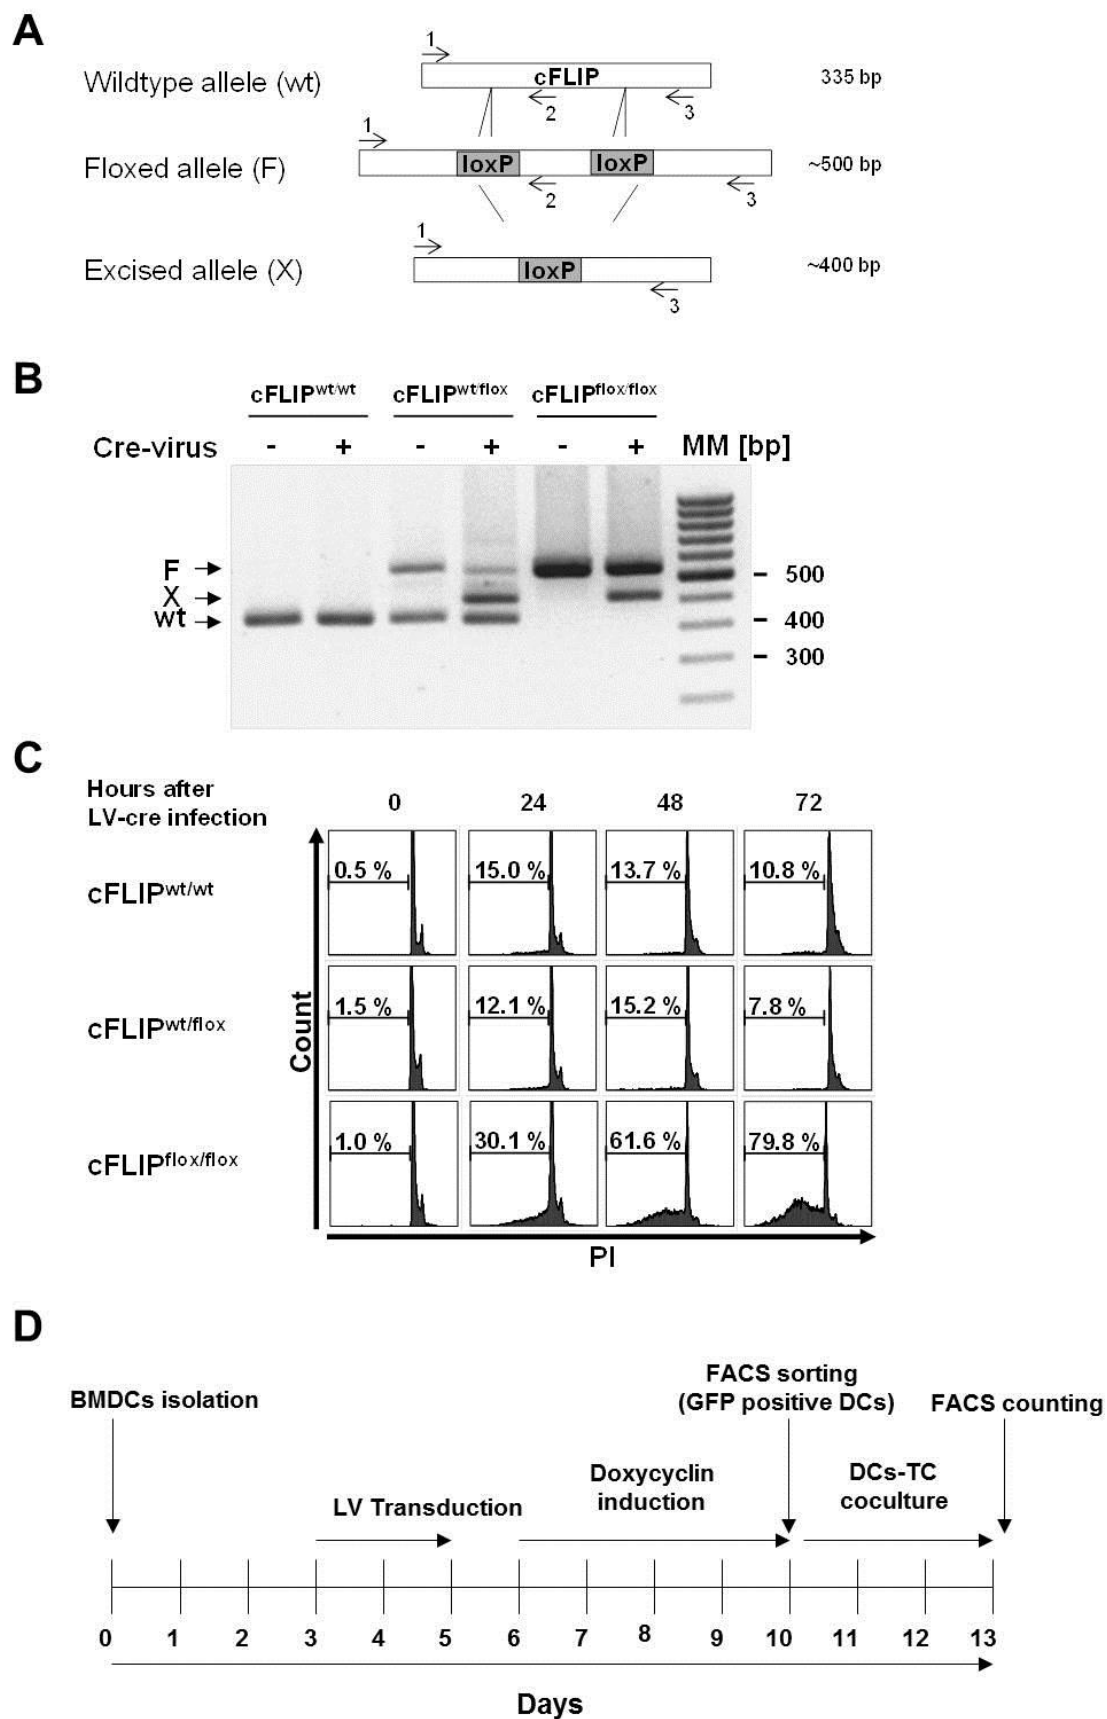 A
1
Wildtype allele (wt) cFLIP 335 bp
2 3
1
Floxed allele (F) loxP loxP ~500 bp
2 3
1
Excised allele (X) loxP ~400 bp
3
B
cFLIPwt/wt cFLIPwt/flox cFLIPflox/flox
Cre-virus - + - + - + MM [bp]
F
500
X
wt
400
300
C
Hours after
LV-cre infection 0 24 48 72
cFLIPwt/wt 0.5 % 15.0 % 13.7 % 10.8 %
cFLIPwt/flox 1.5 % 12.1 % 15.2 % 7.8 %
cFLIPflox/flox 1.0 % 30.1 % 61.6 % 79.8 %
Count
PI
D
BMDCs isolation
FACS sorting
(GFP positive DCs)
FACS counting
LV Transduction
Doxycyclin
induction
DCs-TC
coculture
0 1 2 3 4 5 6 7 8 9 10 11 12 13
Days